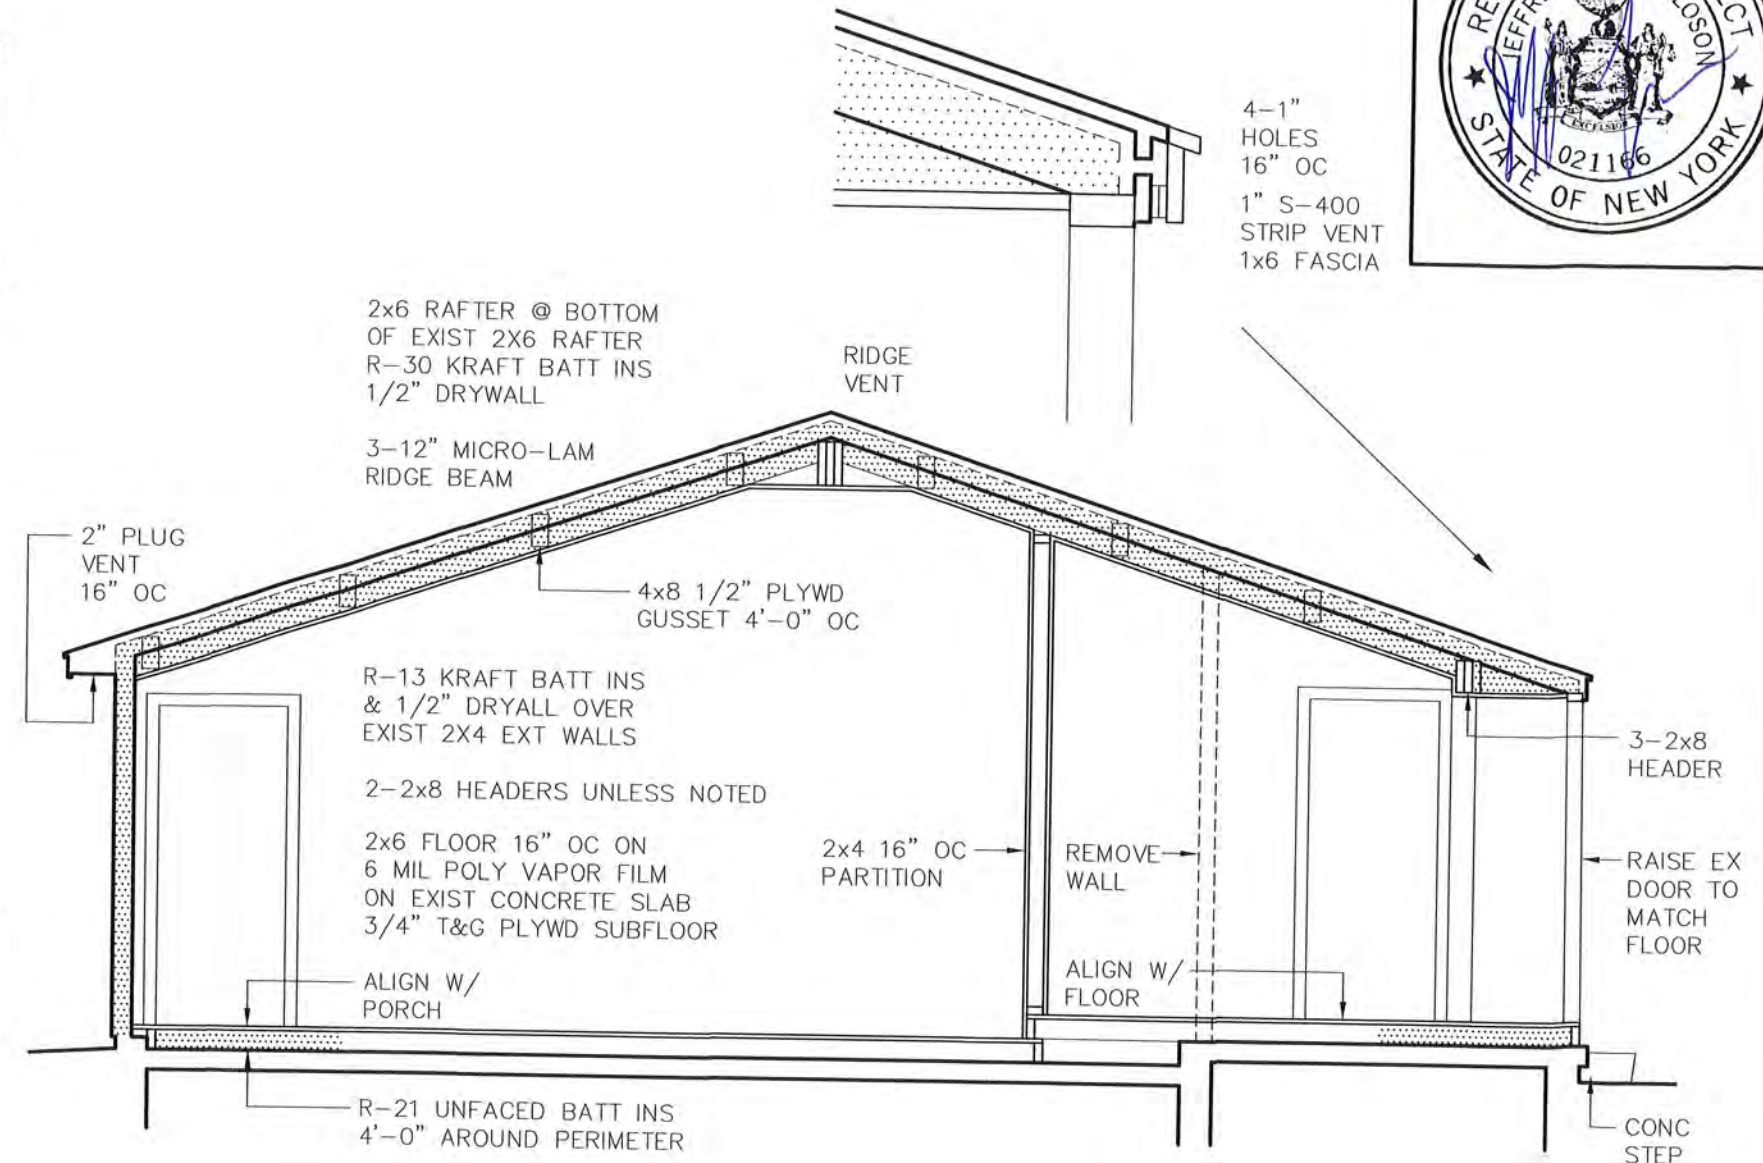 4-1"
HOLES
16" OC
1" S-400
STRIP VENT
1x6 FASCIA
STATE OF NEW YORK
EXCELSIOR
021166
2x6 RAFTER @ BOTTOM
OF EXIST 2X6 RAFTER
R-30 KRAFT BATT INS
1/2" DRYWALL
3-12" MICRO-LAM
RIDGE BEAM
RIDGE
VENT
2" PLUG
VENT
16" OC
4x8 1/2" PLYWD
GUSSET 4'-0" OC
R-13 KRAFT BATT INS
& 1/2" DRYALL OVER
EXIST 2X4 EXT WALLS
2-2x8 HEADERS UNLESS NOTED
2x6 FLOOR 16" OC ON
6 MIL POLY VAPOR FILM
ON EXIST CONCRETE SLAB
3/4" T&G PLYWD SUBFLOOR
2x4 16" OC
PARTITION
REMOVE
WALL
3-2x8
HEADER
RAISE EX
DOOR TO
MATCH
FLOOR
ALIGN W/
PORCH
ALIGN W/
FLOOR
R-21 UNFACED BATT INS
4'-0" AROUND PERIMETER
CONC
STEP